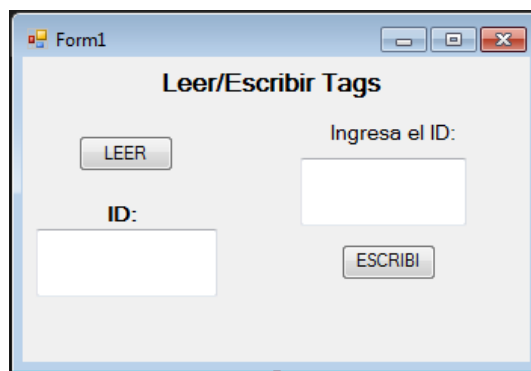 Form1
Leer/Escribir Tags
LEER
Ingresa el ID:
ID:
ESCRIBI